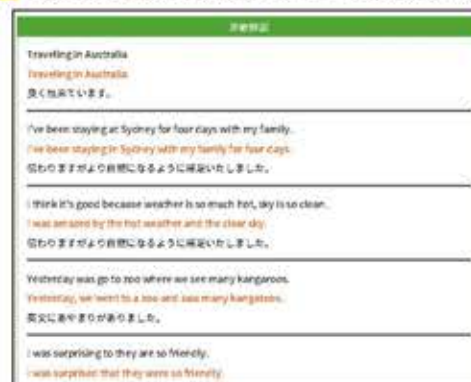 Traveling in Australia
Traveling in Australia
良く出来ています。
I've been staying at Sydney for four days with my family.
I've been staying in Sydney with my family for four days.
伝わりますがより自然になるように補足いたしました。
I think it's good because weather is so much hot, sky is so clean.
I was amazed by the hot weather and the clear sky.
伝わりますがより自然になるように補足いたしました。
Yesterday was go to zoo where we see many kangaroos.
Yesterday, we went to a zoo and saw many kangaroos.
英文にあやまりがありました。
I was surprising to they are so friendly.
I was surprised that they were so friendly.